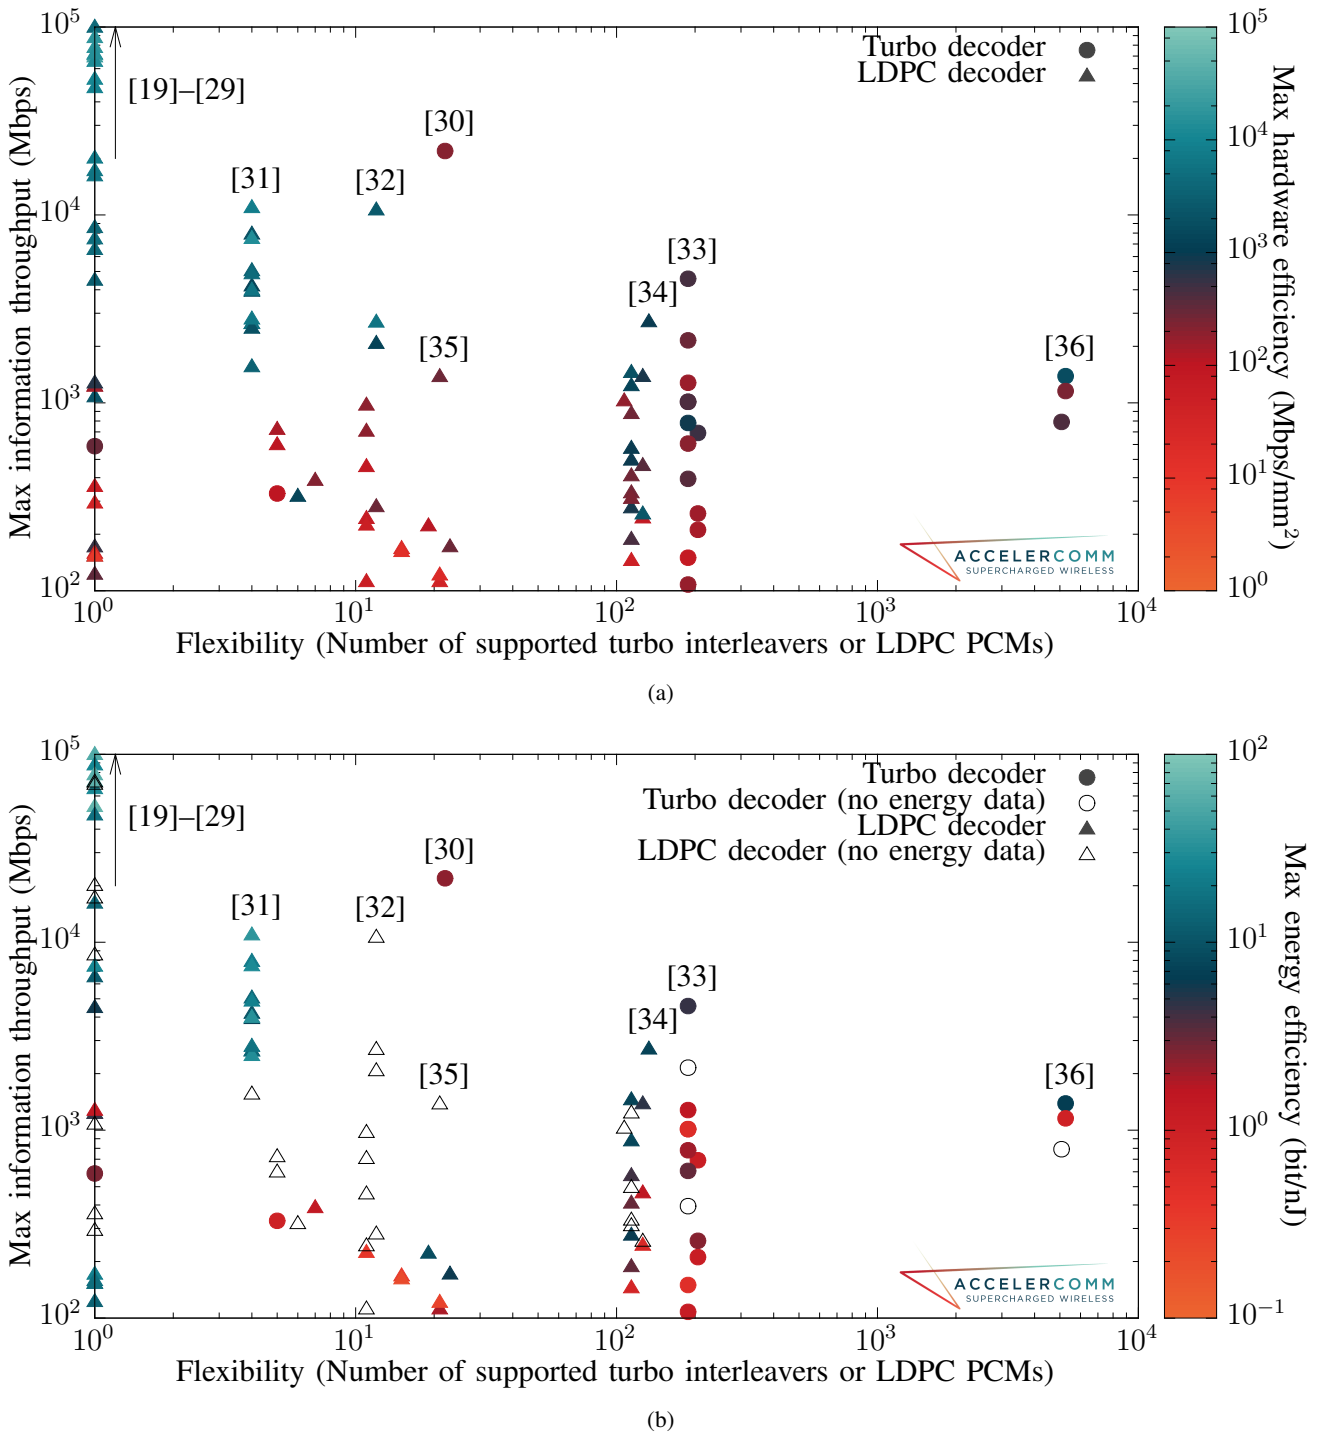 Max information throughput (Mbps)
10^5
10^4
10^3
10^2
10^0
10^1
10^2
10^3
10^4
Flexibility (Number of supported turbo interleavers or LDPC PCMs)
Turbo decoder
LDPC decoder
[19]–[29]
[30]
[31]
[32]
[33]
[34]
[35]
[36]
ACCELERCOMM
SUPERCHARGED WIRELESS
10^5
10^4
10^3
10^2
10^1
10^0
Max hardware efficiency (Mbps/mm^2)
(a)
Max information throughput (Mbps)
10^5
10^4
10^3
10^2
10^0
10^1
10^2
10^3
10^4
Flexibility (Number of supported turbo interleavers or LDPC PCMs)
Turbo decoder
Turbo decoder (no energy data)
LDPC decoder
LDPC decoder (no energy data)
[19]–[29]
[30]
[31]
[32]
[33]
[34]
[35]
[36]
ACCELERCOMM
SUPERCHARGED WIRELESS
10^2
10^1
10^0
10^−1
Max energy efficiency (bit/nJ)
(b)